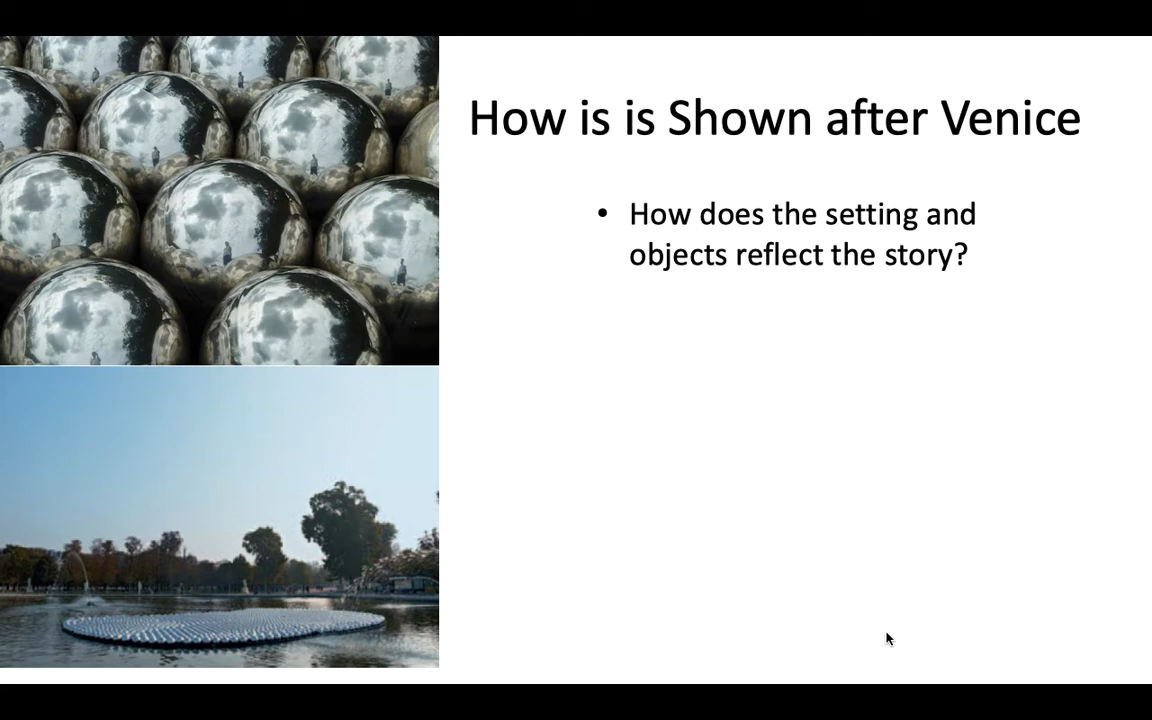 How is is Shown after Venice
• How does the setting and
objects reflect the story?